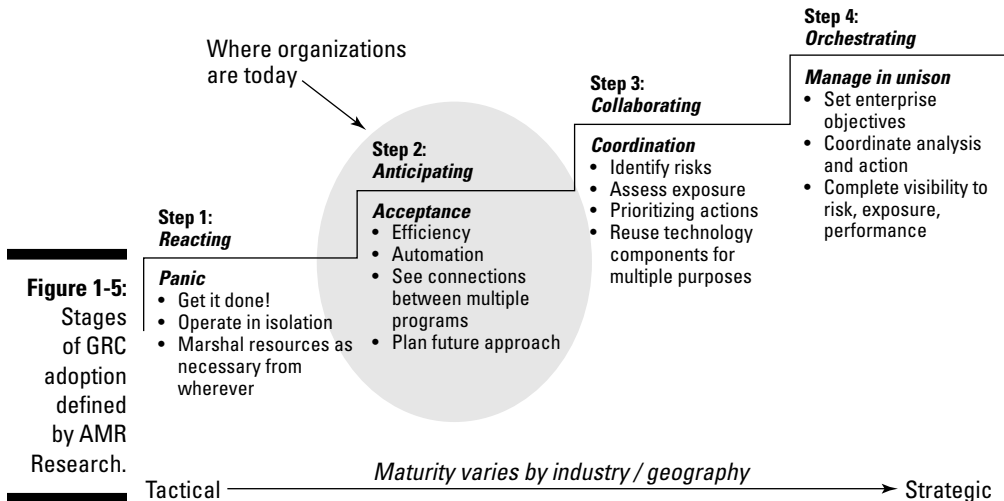 Where organizations
are today
Step 1:
Reacting
Panic
• Get it done!
• Operate in isolation
• Marshal resources as
necessary from
wherever
Step 2:
Anticipating
Acceptance
• Efficiency
• Automation
• See connections
between multiple
programs
• Plan future approach
Step 3:
Collaborating
Coordination
• Identify risks
• Assess exposure
• Prioritizing actions
• Reuse technology
components for
multiple purposes
Step 4:
Orchestrating
Manage in unison
• Set enterprise
objectives
• Coordinate analysis
and action
• Complete visibility to
risk, exposure,
performance
Figure 1-5:
Stages
of GRC
adoption
defined
by AMR
Research.
Maturity varies by industry / geography
Tactical
Strategic